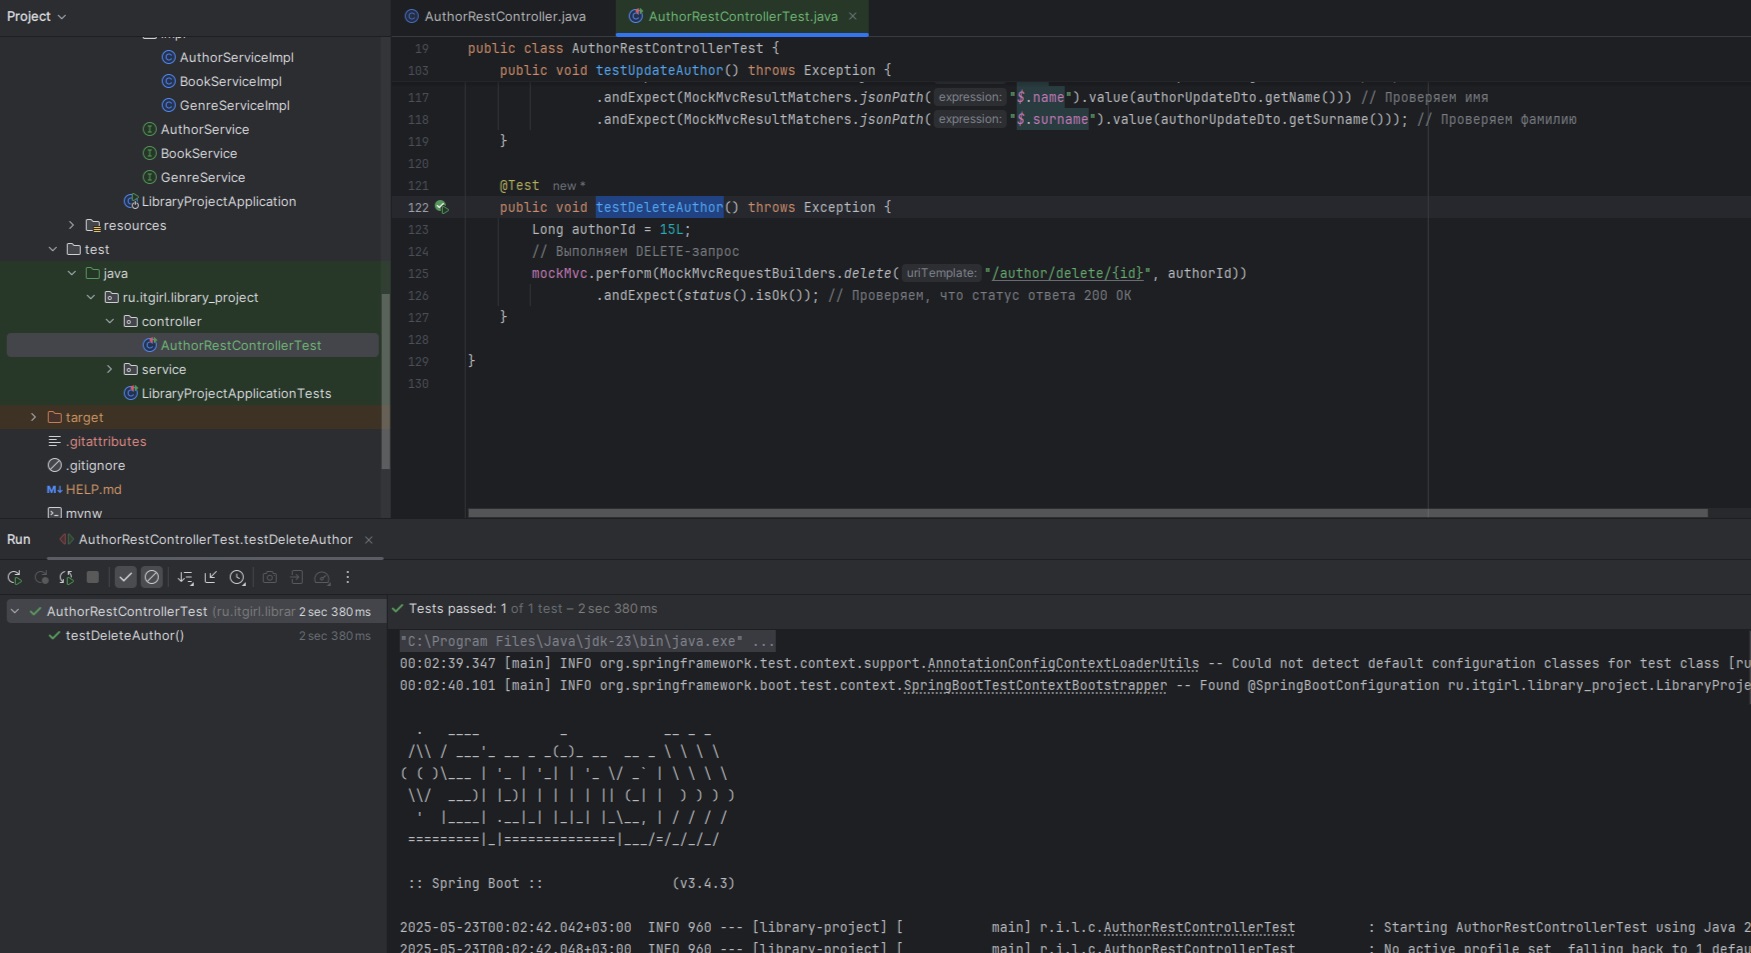 Project
AuthorRestController.java
AuthorRestControllerTest.java
impl
AuthorServiceImpl
BookServiceImpl
GenreServiceImpl
AuthorService
BookService
GenreService
LibraryProjectApplication
resources
test
java
ru.itgirl.library_project
controller
AuthorRestControllerTest
service
LibraryProjectApplicationTests
target
.gitattributes
.gitignore
HELP.md
mvnw
19 public class AuthorRestControllerTest {
103 public void testUpdateAuthor() throws Exception {
117 .andExpect(MockMvcResultMatchers.jsonPath( expression: "$.name").value(authorUpdateDto.getName())) // Проверяем имя
118 .andExpect(MockMvcResultMatchers.jsonPath( expression: "$.surname").value(authorUpdateDto.getSurname())); // Проверяем фамилию
119 }
120
121 @Test new *
122 public void testDeleteAuthor() throws Exception {
123 Long authorId = 15L;
124 // Выполняем DELETE-запрос
125 mockMvc.perform(MockMvcRequestBuilders.delete( uriTemplate: "/author/delete/{id}", authorId))
126 .andExpect(status().isOk()); // Проверяем, что статус ответа 200 OK
127 }
128
129 }
130
Run
AuthorRestControllerTest.testDeleteAuthor
AuthorRestControllerTest (ru.itgirl.librar 2 sec 380 ms
testDeleteAuthor() 2 sec 380 ms
Tests passed: 1 of 1 test – 2 sec 380 ms
"C:\Program Files\Java\jdk-23\bin\java.exe" ...
00:02:39.347 [main] INFO org.springframework.test.context.support.AnnotationConfigContextLoaderUtils -- Could not detect default configuration classes for test class [ru
00:02:40.101 [main] INFO org.springframework.boot.test.context.SpringBootTestContextBootstrapper -- Found @SpringBootConfiguration ru.itgirl.library_project.LibraryProje
  .   ____          _            __ _ _
 /\\ / ___'_ __ _ _(_)_ __  __ _ \ \ \ \
( ( )\___ | '_ | '_| | '_ \/ _` | \ \ \ \
 \\/  ___)| |_)| | | | | || (_| |  ) ) ) )
  '  |____| .__|_| |_|_| |_\__, | / / / /
 =========|_|==============|___/=/_/_/_/
:: Spring Boot :: (v3.4.3)
2025-05-23T00:02:42.042+03:00 INFO 960 --- [library-project] [ main] r.i.l.c.AuthorRestControllerTest : Starting AuthorRestControllerTest using Java 2
2025-05-23T00:02:42.048+03:00 INFO 960 --- [library-project] [ main] r.i.l.c.AuthorRestControllerTest : No active profile set, falling back to 1 defau